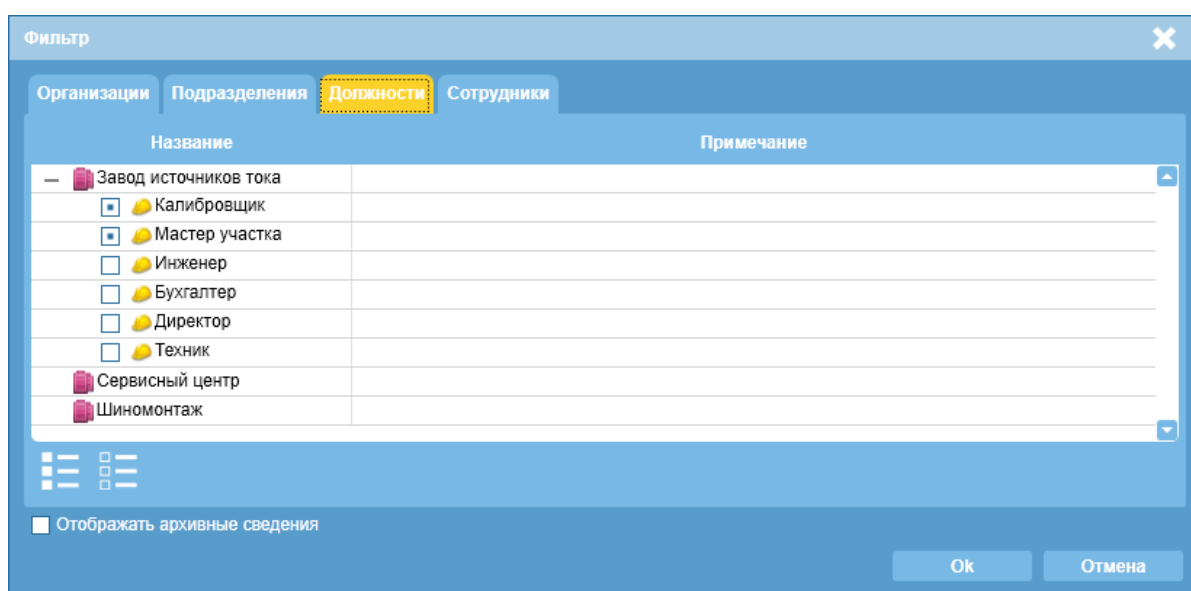 Фильтр
Организации Подразделения Должности Сотрудники
Название Примечание
Завод источников тока
Калибровщик
Мастер участка
Инженер
Бухгалтер
Директор
Техник
Сервисный центр
Шиномонтаж
Отображать архивные сведения
Ok Отмена